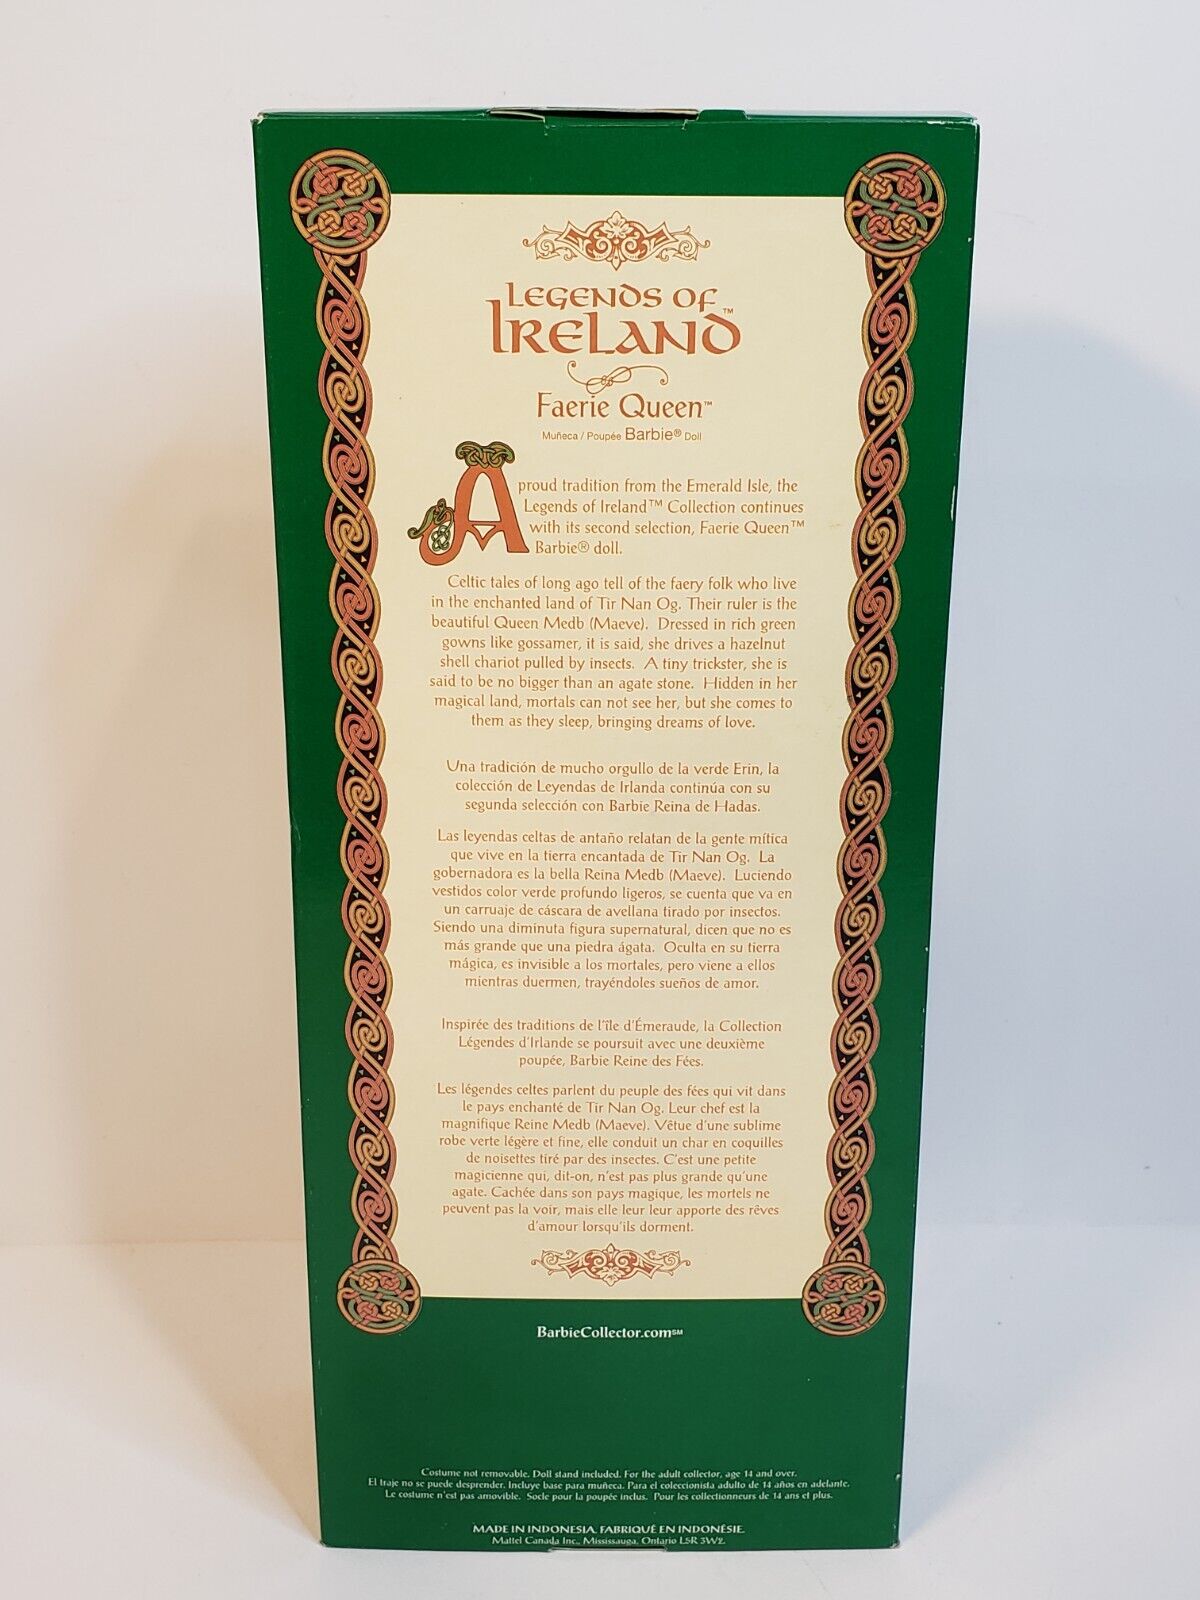 Legends of
Ireland™
Faerie Queen™
Muñeca / Poupée Barbie® Doll
A proud tradition from the Emerald Isle, the
Legends of Ireland™ Collection continues
with its second selection, Faerie Queen™
Barbie® doll.
Celtic tales of long ago tell of the faery folk who live
in the enchanted land of Tir Nan Og. Their ruler is the
beautiful Queen Medb (Maeve). Dressed in rich green
gowns like gossamer, it is said, she drives a hazelnut
shell chariot pulled by insects. A tiny trickster, she is
said to be no bigger than an agate stone. Hidden in her
magical land, mortals can not see her, but she comes to
them as they sleep, bringing dreams of love.
Una tradición de mucho orgullo de la verde Erin, la
colección de Leyendas de Irlanda continúa con su
segunda selección con Barbie Reina de Hadas.
Las leyendas celtas de antaño relatan de la gente mítica
que vive en la tierra encantada de Tir Nan Og. La
gobernadora es la bella Reina Medb (Maeve). Luciendo
vestidos color verde profundo ligeros, se cuenta que va en
un carruaje de cáscara de avellana tirado por insectos.
Siendo una diminuta figura supernatural, dicen que no es
más grande que una piedra ágata. Oculta en su tierra
mágica, es invisible a los mortales, pero viene a ellos
mientras duermen, trayéndoles sueños de amor.
Inspirée des traditions de l'île d'Émeraude, la Collection
Légendes d'Irlande se poursuit avec une deuxième
poupée, Barbie Reine des Fées.
Les légendes celtes parlent du peuple des fées qui vit dans
le pays enchanté de Tir Nan Og. Leur chef est la
magnifique Reine Medb (Maeve). Vêtue d'une sublime
robe verte légère et fine, elle conduit un char en coquilles
de noisettes tiré par des insectes. C'est une petite
magicienne qui, dit-on, n'est pas plus grande qu'une
agate. Cachée dans son pays magique, les mortels ne
peuvent pas la voir, mais elle leur leur apporte des rêves
d'amour lorsqu'ils dorment.
BarbieCollector.com℠
Costume not removable. Doll stand included. For the adult collector, age 14 and over.
El traje no se puede desprender. Incluye base para muñeca. Para el coleccionista adulto de 14 años en adelante.
Le costume n'est pas amovible. Socle pour la poupée inclus. Pour les collectionneurs de 14 ans et plus.
MADE IN INDONESIA. FABRIQUÉ EN INDONÉSIE.
Mattel Canada Inc., Mississauga, Ontario L5R 3W2.